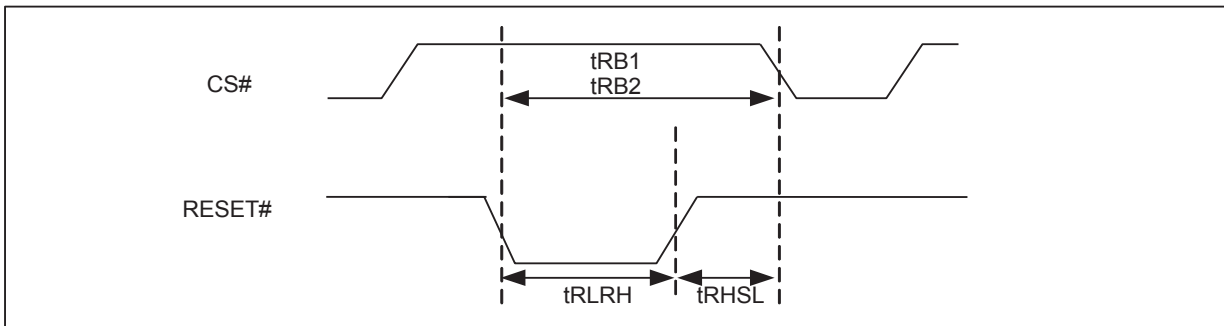 CS#
tRB1
tRB2
RESET#
tRLRH
tRHSL